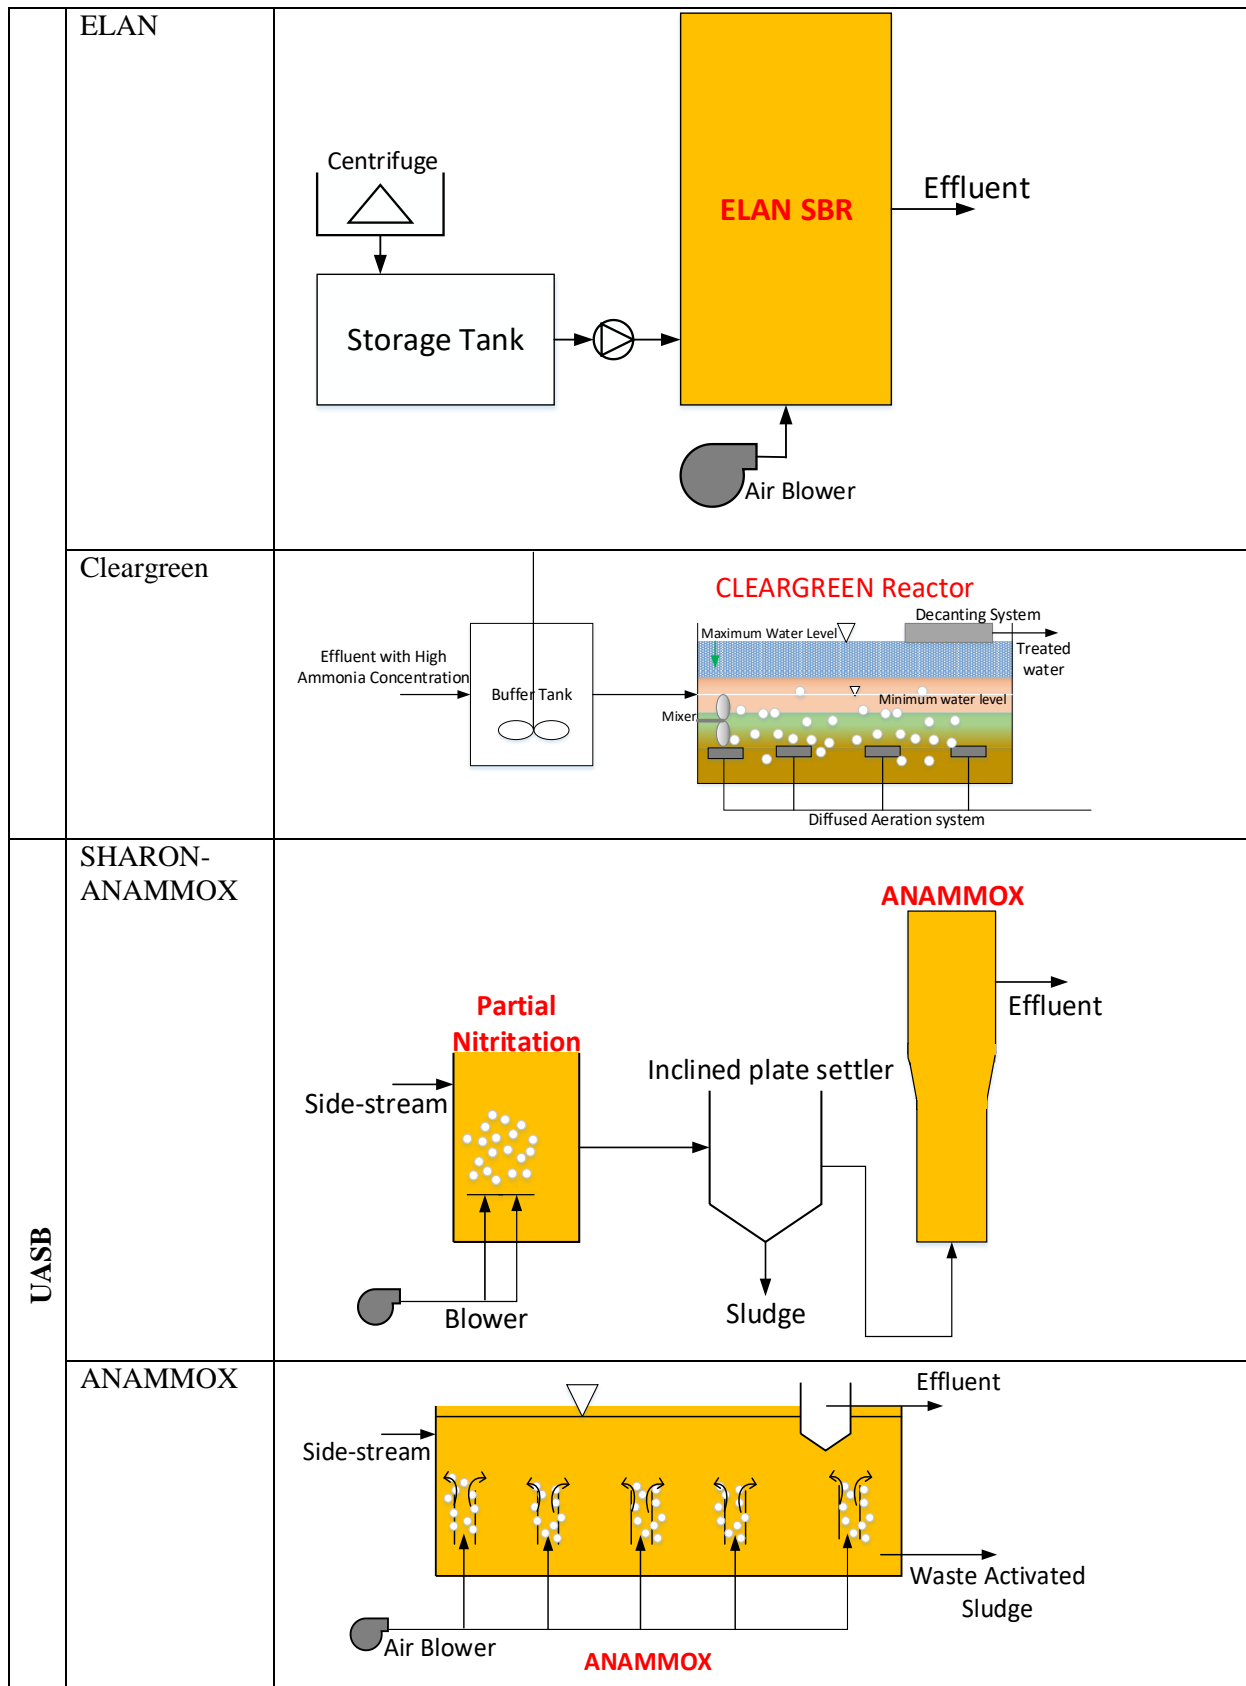 ELAN
Centrifuge
Storage Tank
ELAN SBR
Effluent
Air Blower
Cleargreen
CLEARGREEN Reactor
Effluent with High
Ammonia Concentration
Buffer Tank
Maximum Water Level
Decanting System
Treated
water
Minimum water level
Mixer
Diffused Aeration system
UASB
SHARON-
ANAMMOX
Partial
Nitritation
Side-stream
Blower
Inclined plate settler
Sludge
ANAMMOX
Effluent
ANAMMOX
Side-stream
Effluent
Waste Activated
Sludge
Air Blower
ANAMMOX